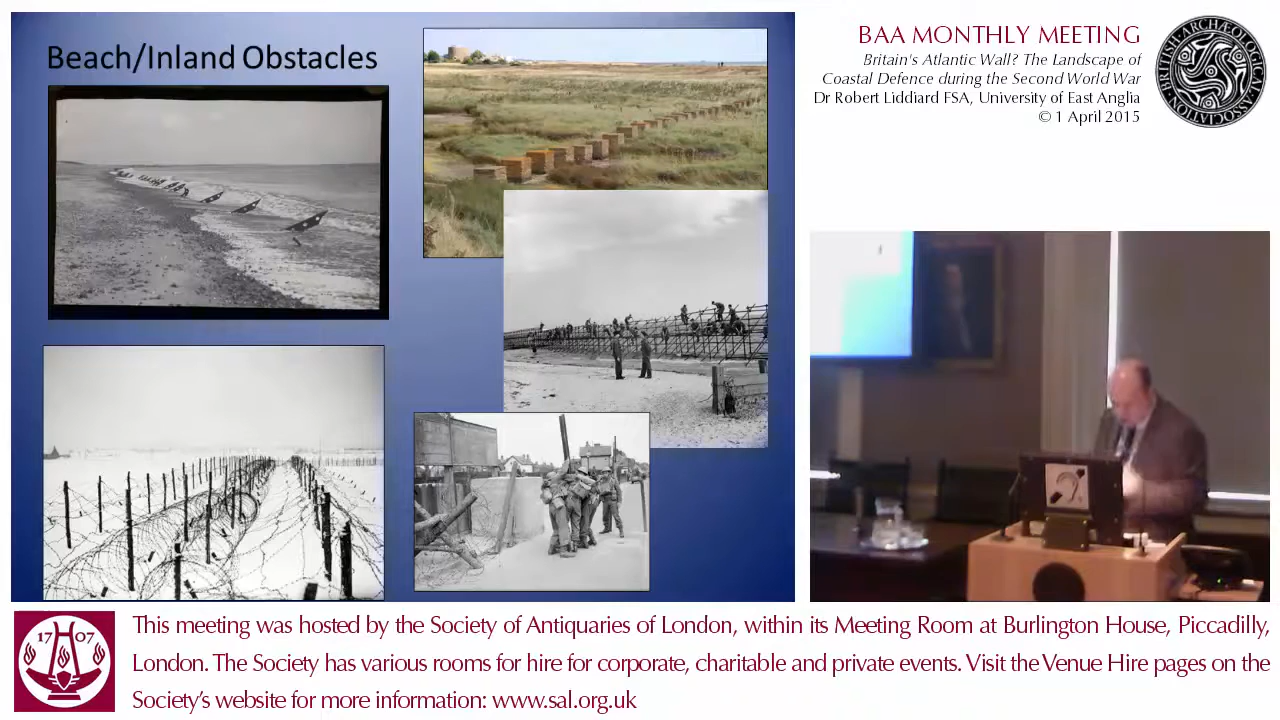 Beach/Inland Obstacles
BAA MONTHLY MEETING
Britain's Atlantic Wall? The Landscape of
Coastal Defence during the Second World War
Dr Robert Liddiard FSA, University of East Anglia
© 1 April 2015
BRITISH ARCHÆOLOGICAL ASSOCIATION
1707
This meeting was hosted by the Society of Antiquaries of London, within its Meeting Room at Burlington House, Piccadilly,
London. The Society has various rooms for hire for corporate, charitable and private events. Visit the Venue Hire pages on the
Society's website for more information: www.sal.org.uk